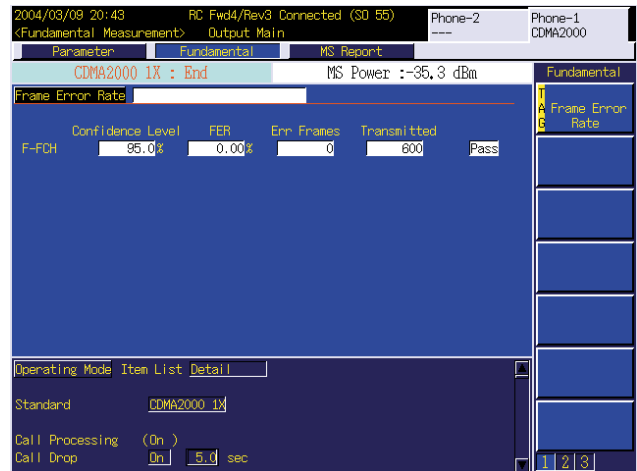 2004/03/09 20:43 RC Fwd4/Rev3 Connected (SO 55) Phone-2 Phone-1
<Fundamental Measurement> Output Main --- CDMA2000
Parameter Fundamental MS Report
CDMA2000 1X : End MS Power :-35.3 dBm Fundamental
Frame Error Rate
TAG Frame Error Rate
Confidence Level FER Err Frames Transmitted
F-FCH 95.0% 0.00% 0 600 Pass
Operating Mode Item List Detail
Standard CDMA2000 1X
Call Processing (On )
Call Drop On 5.0 sec
1 2 3